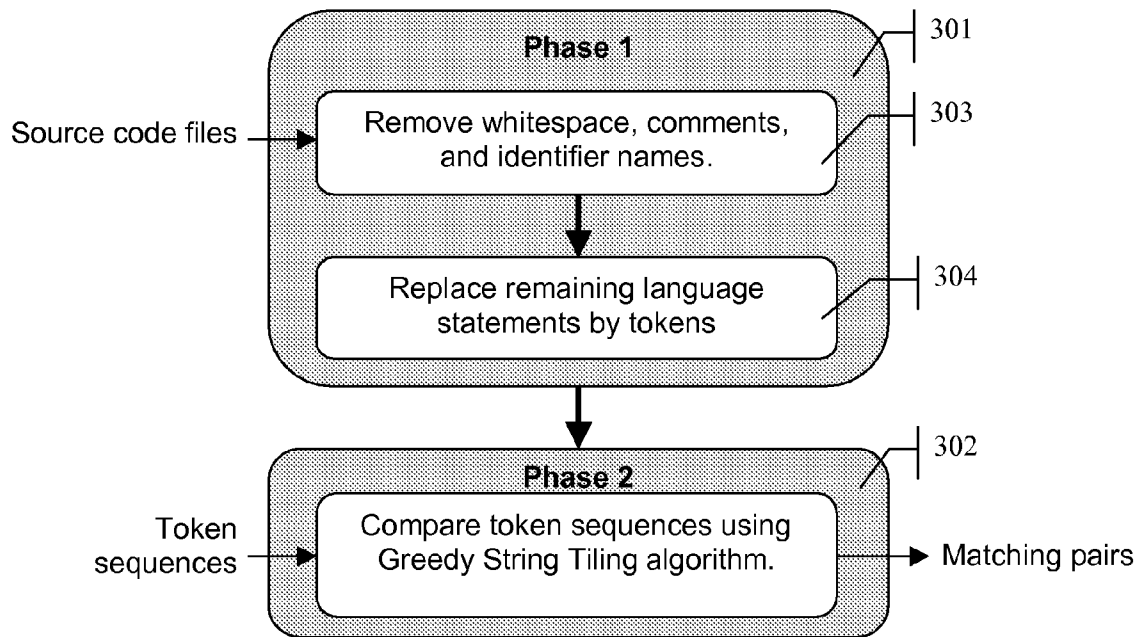 Phase 1
301
Source code files
Remove whitespace, comments,
and identifier names.
303
Replace remaining language
statements by tokens
304
Phase 2
302
Token
sequences
Compare token sequences using
Greedy String Tiling algorithm.
Matching pairs